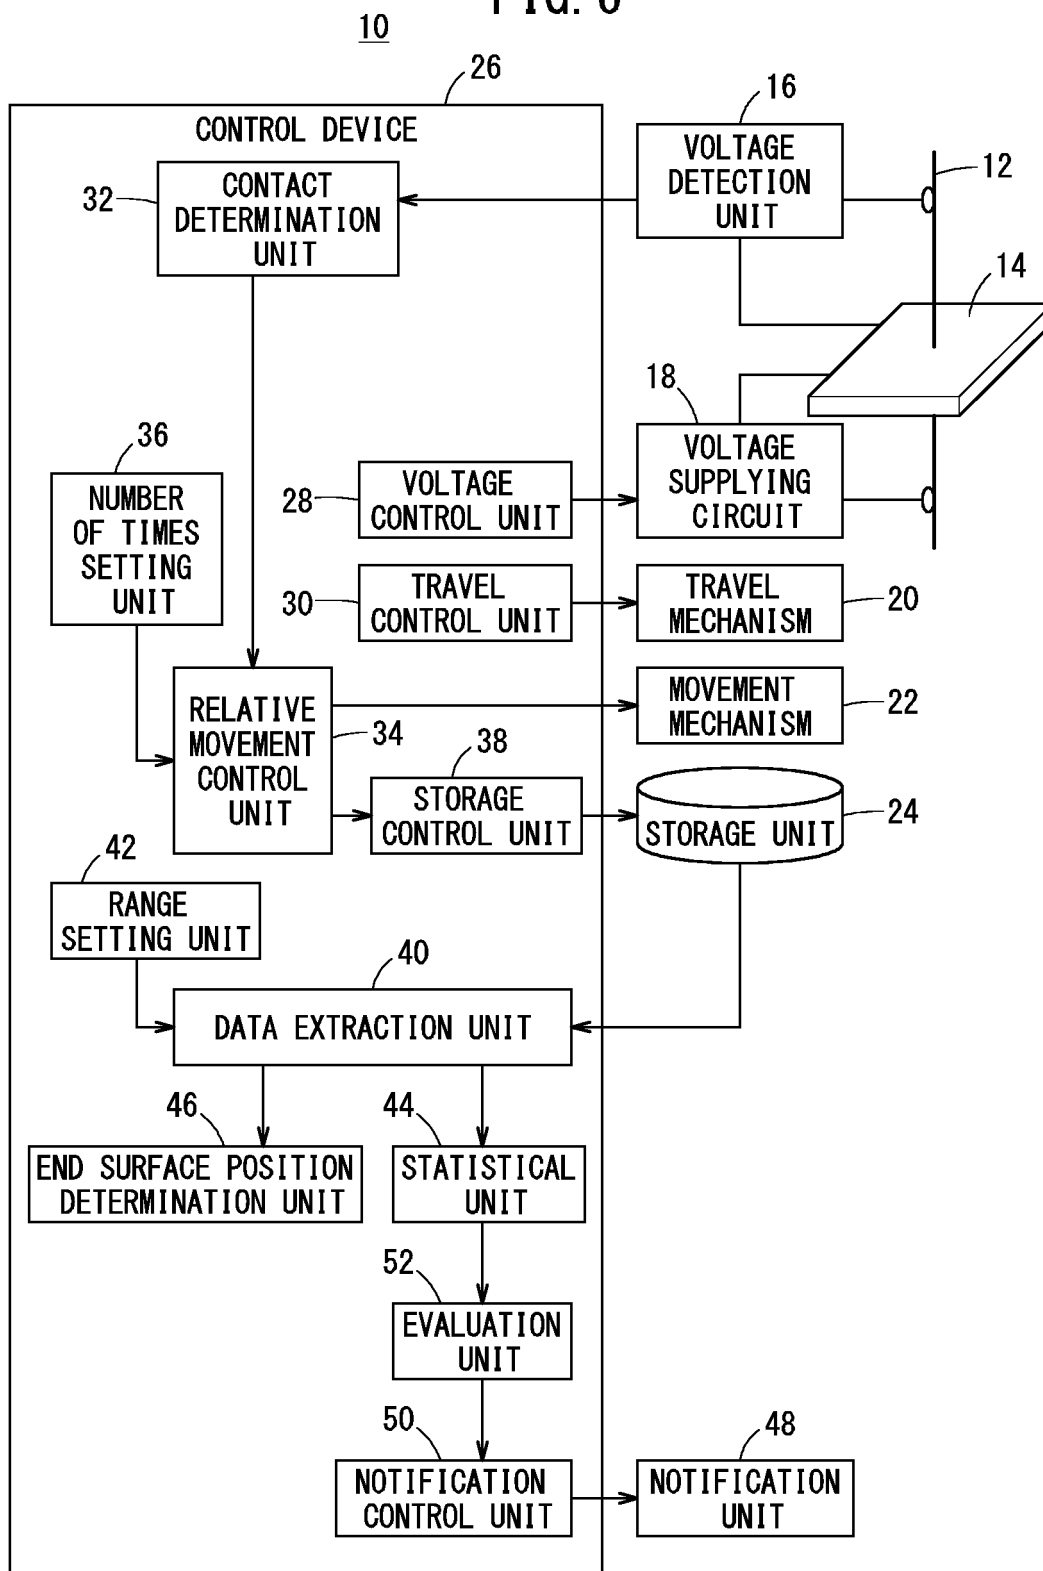 10
26
CONTROL DEVICE
16
VOLTAGE
DETECTION
UNIT
12
32
CONTACT
DETERMINATION
UNIT
14
18
VOLTAGE
SUPPLYING
CIRCUIT
36
NUMBER
OF TIMES
SETTING
UNIT
28
VOLTAGE
CONTROL UNIT
30
TRAVEL
CONTROL UNIT
TRAVEL
MECHANISM
20
RELATIVE
MOVEMENT
CONTROL
UNIT
34
MOVEMENT
MECHANISM
22
38
STORAGE
CONTROL UNIT
STORAGE UNIT
24
42
RANGE
SETTING UNIT
40
DATA EXTRACTION UNIT
46
END SURFACE POSITION
DETERMINATION UNIT
44
STATISTICAL
UNIT
52
EVALUATION
UNIT
50
NOTIFICATION
CONTROL UNIT
48
NOTIFICATION
UNIT